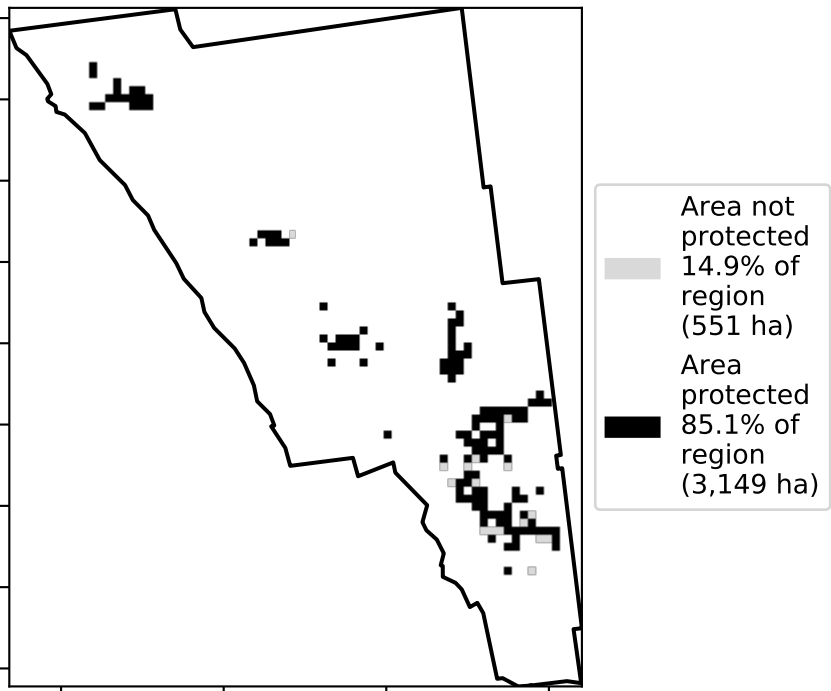 Area not
protected
14.9% of
region
(551 ha)
Area
protected
85.1% of
region
(3,149 ha)